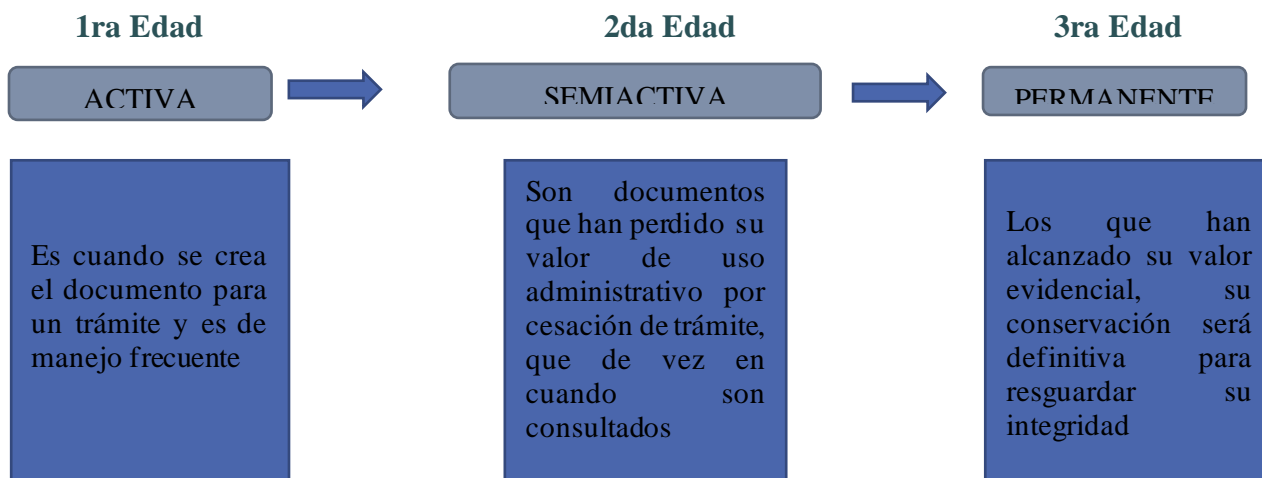 1ra Edad
ACTIVA
Es cuando se crea
el documento para
un trámite y es de
manejo frecuente
2da Edad
SEMIACTIVA
Son documentos
que han perdido su
valor de uso
administrativo por
cesación de trámite,
que de vez en
cuando son
consultados
3ra Edad
PERMANENTE
Los que han
alcanzado su valor
evidencial, su
conservación será
definitiva para
resguardar su
integridad